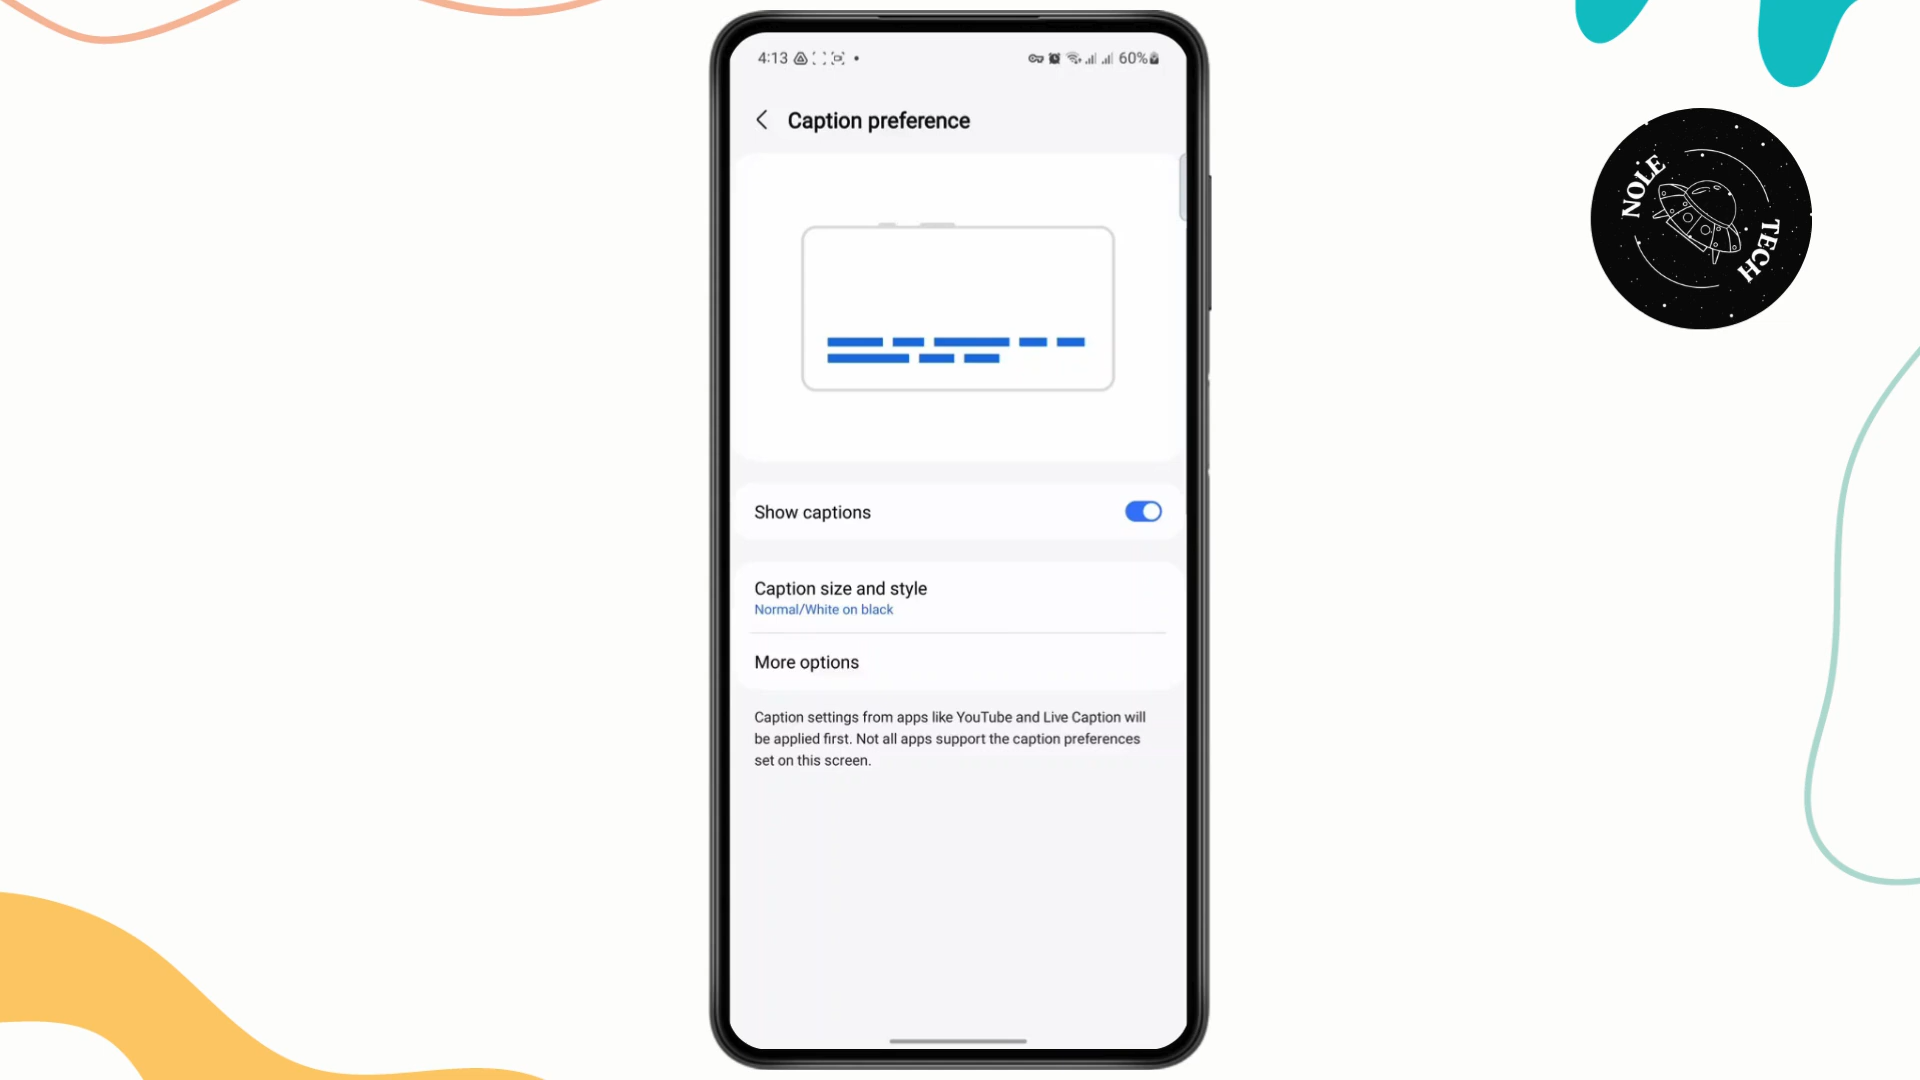 4:13
60%
Caption preference
NOLE
TECH
Show captions
Caption size and style
Normal/White on black
More options
Caption settings from apps like YouTube and Live Caption will
be applied first. Not all apps support the caption preferences
set on this screen.